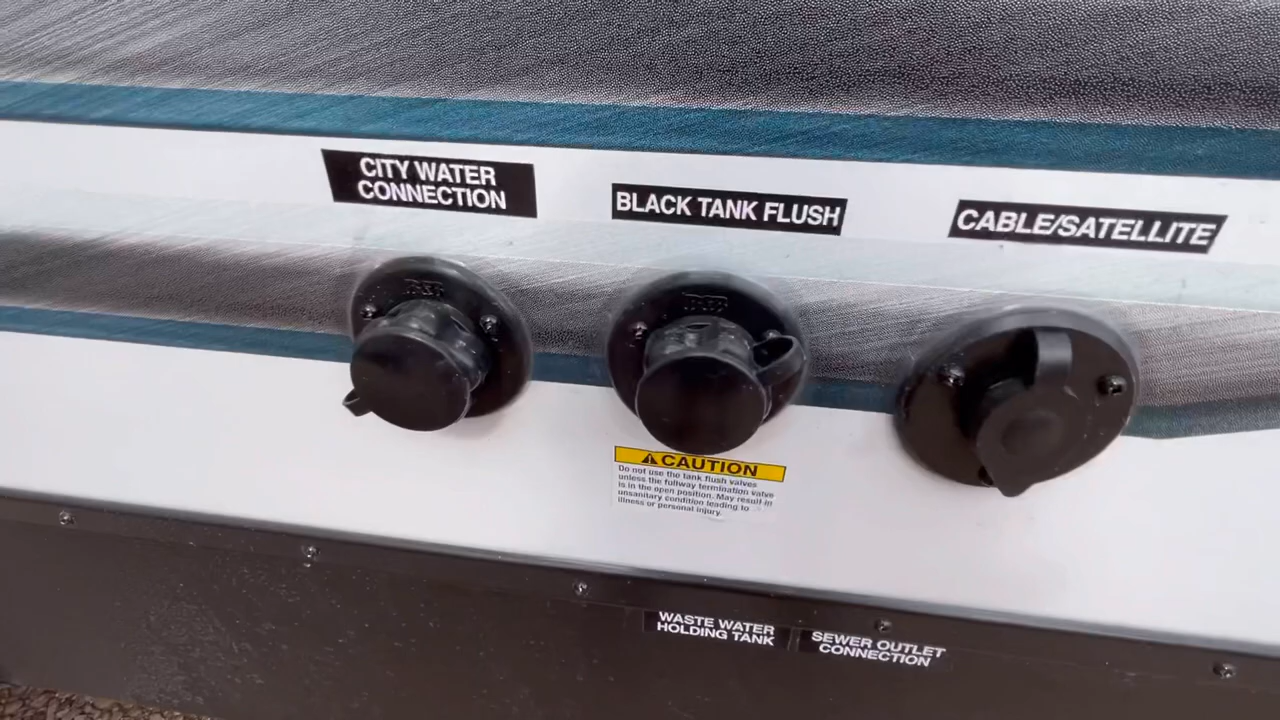 CITY WATER
CONNECTION
BLACK TANK FLUSH
CABLE/SATELLITE
CAUTION
Do not use the tank flush valves
unless the fullway termination valve
is in the open position. May result in
unsanitary condition leading to
illness or personal injury.
WASTE WATER
HOLDING TANK
SEWER OUTLET
CONNECTION